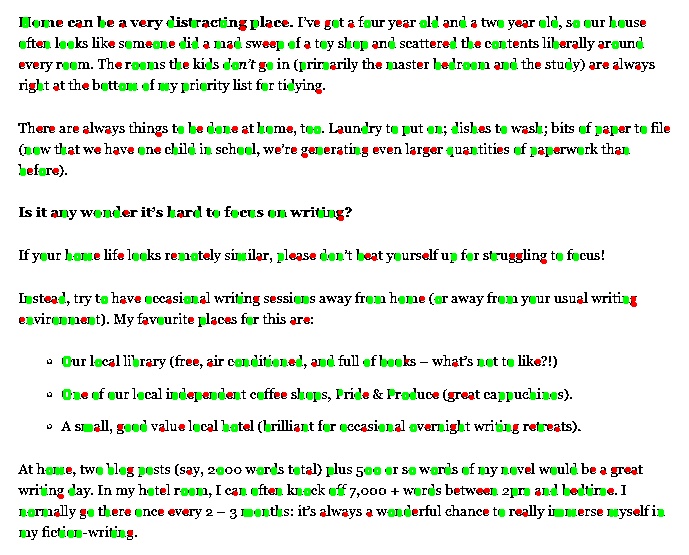 Home can be a very distracting place. I've got a four year old and a two year old, so our house
often looks like someone did a mad sweep of a toy shop and scattered the contents liberally around
every room. The rooms the kids don't go in (primarily the master bedroom and the study) are always
right at the bottom of my priority list for tidying.
There are always things to be done at home, too. Laundry to put on; dishes to wash; bits of paper to file
(now that we have one child in school, we're generating even larger quantities of paperwork than
before).
Is it any wonder it's hard to focus on writing?
If your home life looks remotely similar, please don't beat yourself up for struggling to focus!
Instead, try to have occasional writing sessions away from home (or away from your usual writing
environment). My favourite places for this are:
Our local library (free, air conditioned, and full of books – what's not to like?!)
One of our local independent coffee shops, Pride & Produce (great cappuchinos).
A small, good value local hotel (brilliant for occasional overnight writing retreats).
At home, two blog posts (say, 2000 words total) plus 500 or so words of my novel would be a great
writing day. In my hotel room, I can often knock off 7,000 + words between 2pm and bedtime. I
normally go there once every 2 – 3 months: it's always a wonderful chance to really immerse myself in
my fiction-writing.